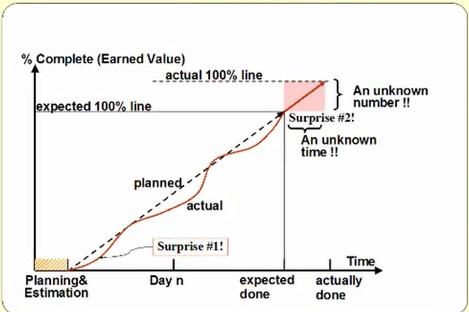 % Complete (Earned Value)
actual 100% line
An unknown
number !!
expected 100% line
Surprise #2!
An unknown
time !!
planned
actual
Surprise #1!
Time
Planning&
Estimation
Day n
expected
done
actually
done